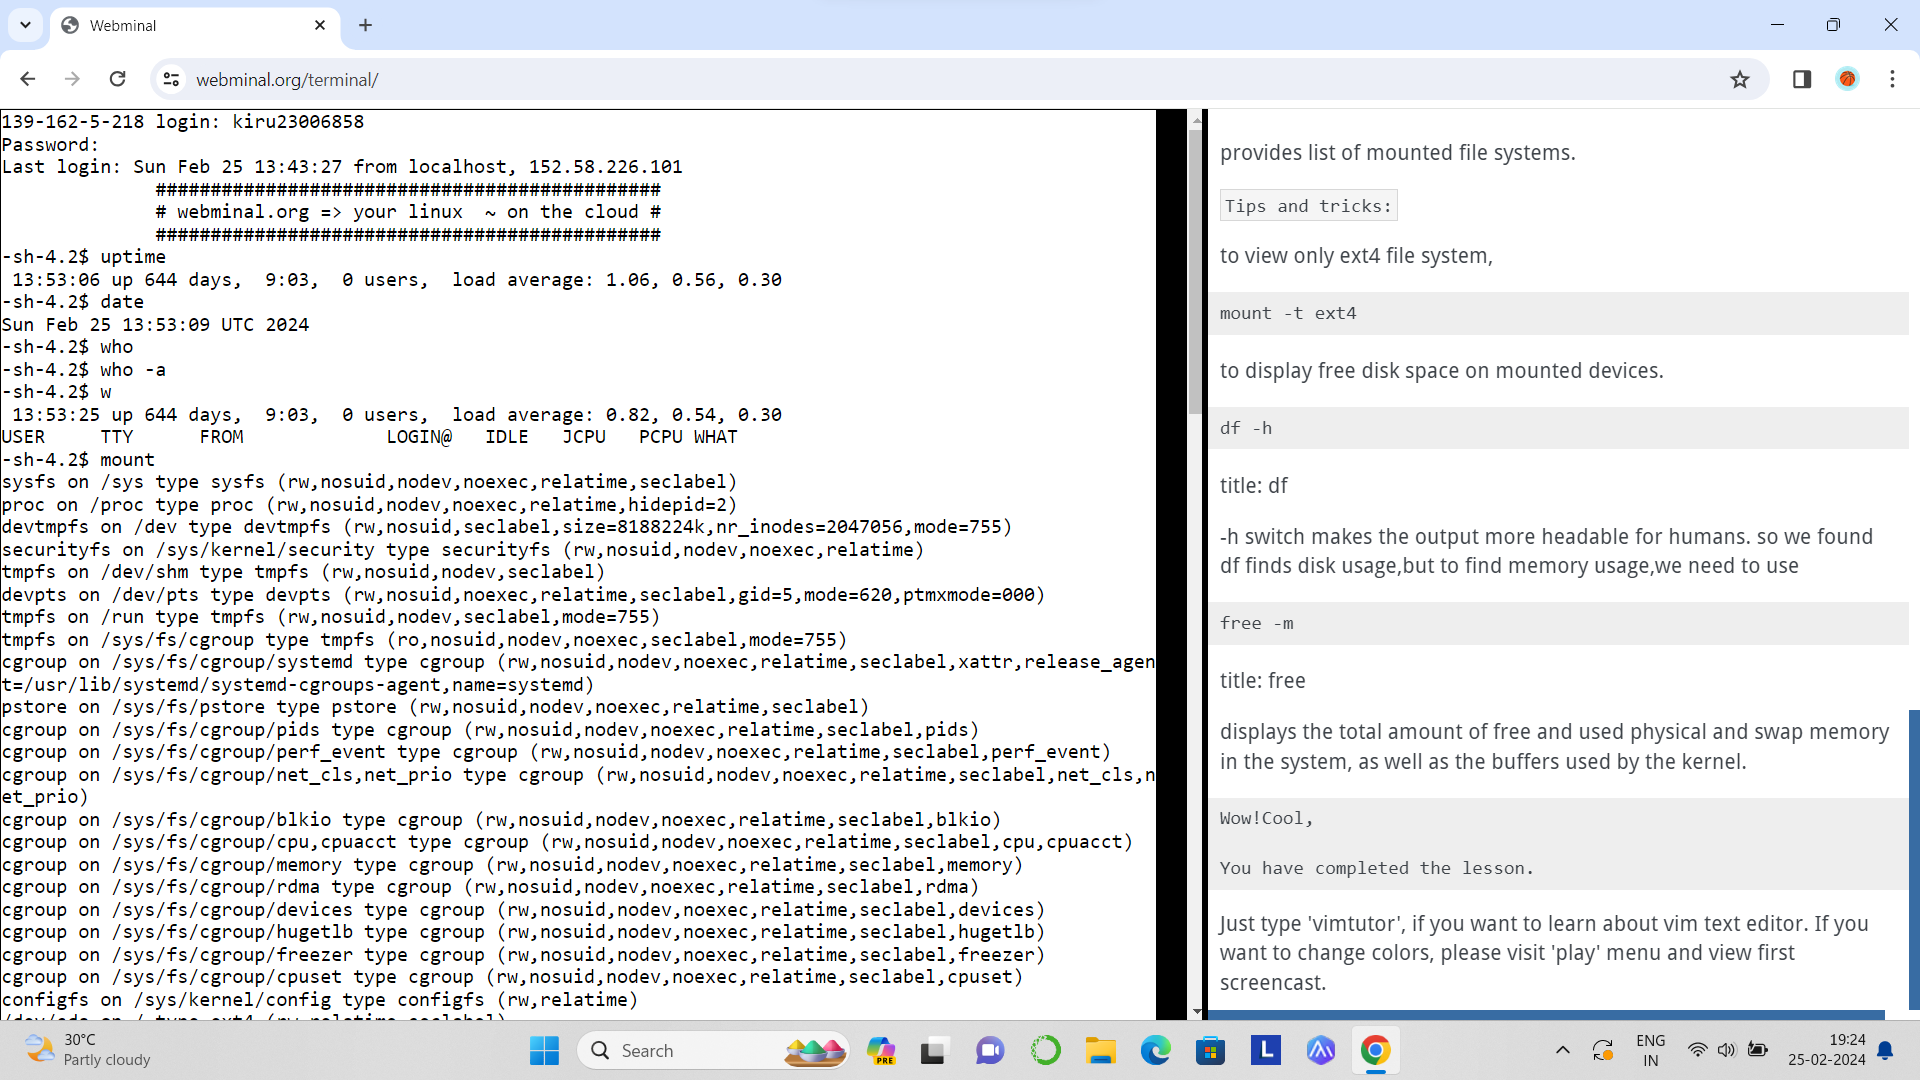 Webminal
webminal.org/terminal/
139-162-5-218 login: kiru23006858
Password:
Last login: Sun Feb 25 13:43:27 from localhost, 152.58.226.101
##############################################
# webminal.org => your linux  ~ on the cloud #
##############################################
-sh-4.2$ uptime
13:53:06 up 644 days,  9:03,  0 users,  load average: 1.06, 0.56, 0.30
-sh-4.2$ date
Sun Feb 25 13:53:09 UTC 2024
-sh-4.2$ who
-sh-4.2$ who -a
-sh-4.2$ w
13:53:25 up 644 days,  9:03,  0 users,  load average: 0.82, 0.54, 0.30
USER     TTY      FROM             LOGIN@   IDLE   JCPU   PCPU WHAT
-sh-4.2$ mount
sysfs on /sys type sysfs (rw,nosuid,nodev,noexec,relatime,seclabel)
proc on /proc type proc (rw,nosuid,nodev,noexec,relatime,hidepid=2)
devtmpfs on /dev type devtmpfs (rw,nosuid,seclabel,size=8188224k,nr_inodes=2047056,mode=755)
securityfs on /sys/kernel/security type securityfs (rw,nosuid,nodev,noexec,relatime)
tmpfs on /dev/shm type tmpfs (rw,nosuid,nodev,seclabel)
devpts on /dev/pts type devpts (rw,nosuid,noexec,relatime,seclabel,gid=5,mode=620,ptmxmode=000)
tmpfs on /run type tmpfs (rw,nosuid,nodev,seclabel,mode=755)
tmpfs on /sys/fs/cgroup type tmpfs (ro,nosuid,nodev,noexec,seclabel,mode=755)
cgroup on /sys/fs/cgroup/systemd type cgroup (rw,nosuid,nodev,noexec,relatime,seclabel,xattr,release_agen
t=/usr/lib/systemd/systemd-cgroups-agent,name=systemd)
pstore on /sys/fs/pstore type pstore (rw,nosuid,nodev,noexec,relatime,seclabel)
cgroup on /sys/fs/cgroup/pids type cgroup (rw,nosuid,nodev,noexec,relatime,seclabel,pids)
cgroup on /sys/fs/cgroup/perf_event type cgroup (rw,nosuid,nodev,noexec,relatime,seclabel,perf_event)
cgroup on /sys/fs/cgroup/net_cls,net_prio type cgroup (rw,nosuid,nodev,noexec,relatime,seclabel,net_cls,n
et_prio)
cgroup on /sys/fs/cgroup/blkio type cgroup (rw,nosuid,nodev,noexec,relatime,seclabel,blkio)
cgroup on /sys/fs/cgroup/cpu,cpuacct type cgroup (rw,nosuid,nodev,noexec,relatime,seclabel,cpu,cpuacct)
cgroup on /sys/fs/cgroup/memory type cgroup (rw,nosuid,nodev,noexec,relatime,seclabel,memory)
cgroup on /sys/fs/cgroup/rdma type cgroup (rw,nosuid,nodev,noexec,relatime,seclabel,rdma)
cgroup on /sys/fs/cgroup/devices type cgroup (rw,nosuid,nodev,noexec,relatime,seclabel,devices)
cgroup on /sys/fs/cgroup/hugetlb type cgroup (rw,nosuid,nodev,noexec,relatime,seclabel,hugetlb)
cgroup on /sys/fs/cgroup/freezer type cgroup (rw,nosuid,nodev,noexec,relatime,seclabel,freezer)
cgroup on /sys/fs/cgroup/cpuset type cgroup (rw,nosuid,nodev,noexec,relatime,seclabel,cpuset)
configfs on /sys/kernel/config type configfs (rw,relatime)
provides list of mounted file systems.
Tips and tricks:
to view only ext4 file system,
mount -t ext4
to display free disk space on mounted devices.
df -h
title: df
-h switch makes the output more headable for humans. so we found
df finds disk usage,but to find memory usage,we need to use
free -m
title: free
displays the total amount of free and used physical and swap memory
in the system, as well as the buffers used by the kernel.
Wow!Cool,
You have completed the lesson.
Just type 'vimtutor', if you want to learn about vim text editor. If you
want to change colors, please visit 'play' menu and view first
screencast.
30°C
Partly cloudy
Search
PRE
L
ENG
IN
19:24
25-02-2024